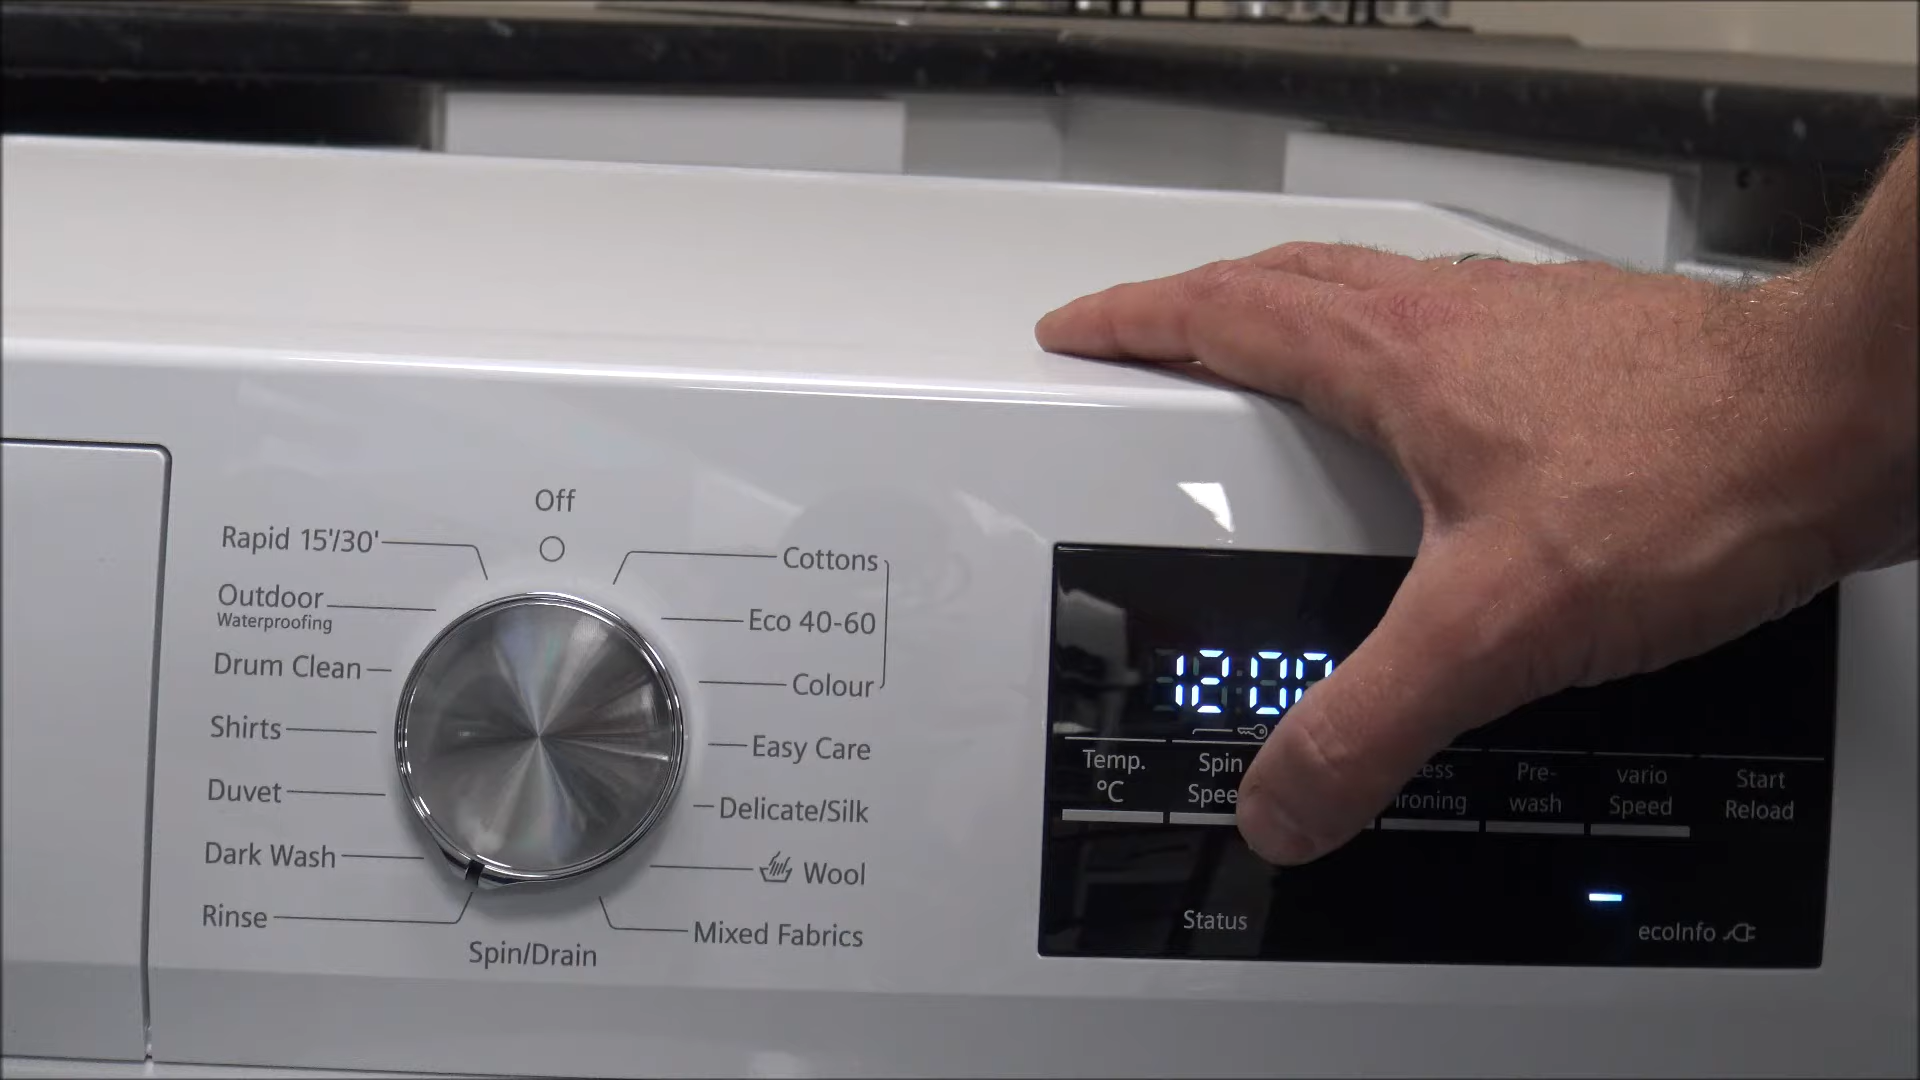 Off
Rapid 15'/30'
Outdoor
Waterproofing
Drum Clean
Shirts
Duvet
Dark Wash
Rinse
Spin/Drain
Cottons
Eco 40-60
Colour
Easy Care
Delicate/Silk
Wool
Mixed Fabrics
Temp.
°C
Spin
Pre-
wash
vario
Speed
Start
Reload
Status
ecoInfo